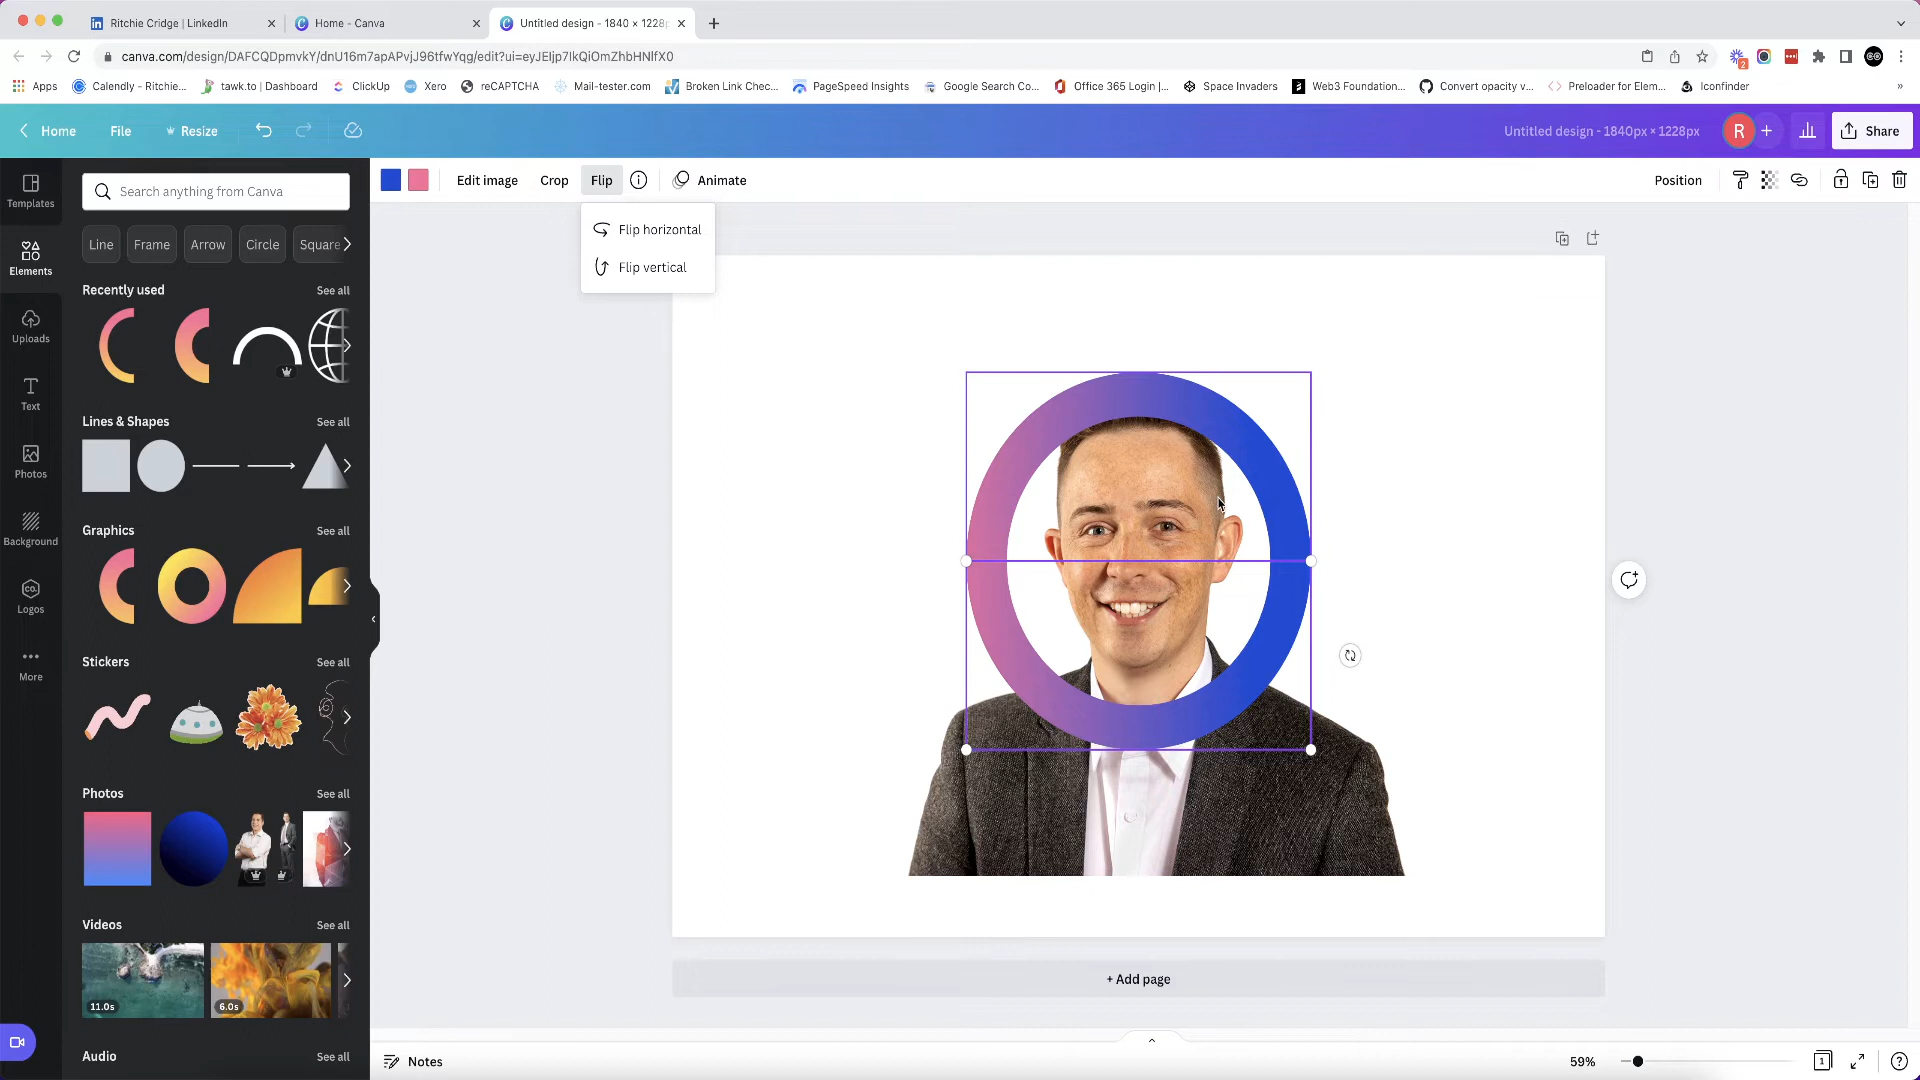 Ritchie Cridge | LinkedIn
Home - Canva
Untitled design - 1840 × 1228p
canva.com/design/DAFCQDpmvkY/dnU16m7apAPvjJ96tfwYqg/edit?ui=eyJEIjp7IkQiOmZhbHNlfX0
2
Apps
Calendly - Ritchie...
tawk.to | Dashboard
ClickUp
Xero
reCAPTCHA
Mail-tester.com
Broken Link Chec...
PageSpeed Insights
Google Search Co...
Office 365 Login |...
Space Invaders
Web3 Foundation...
Convert opacity v...
Preloader for Elem...
Iconfinder
»
Home
File
Resize
Untitled design - 1840px × 1228px
R
+
Share
Templates
Elements
Uploads
Text
Photos
Background
CO.
Logos
More
Search anything from Canva
Line
Frame
Arrow
Circle
Square
Recently used
See all
Lines & Shapes
See all
Graphics
See all
Stickers
See all
Photos
See all
Videos
See all
11.0s
6.0s
Audio
See all
Edit image
Crop
Flip
Animate
Position
Flip horizontal
Flip vertical
+ Add page
Notes
59%
1
?